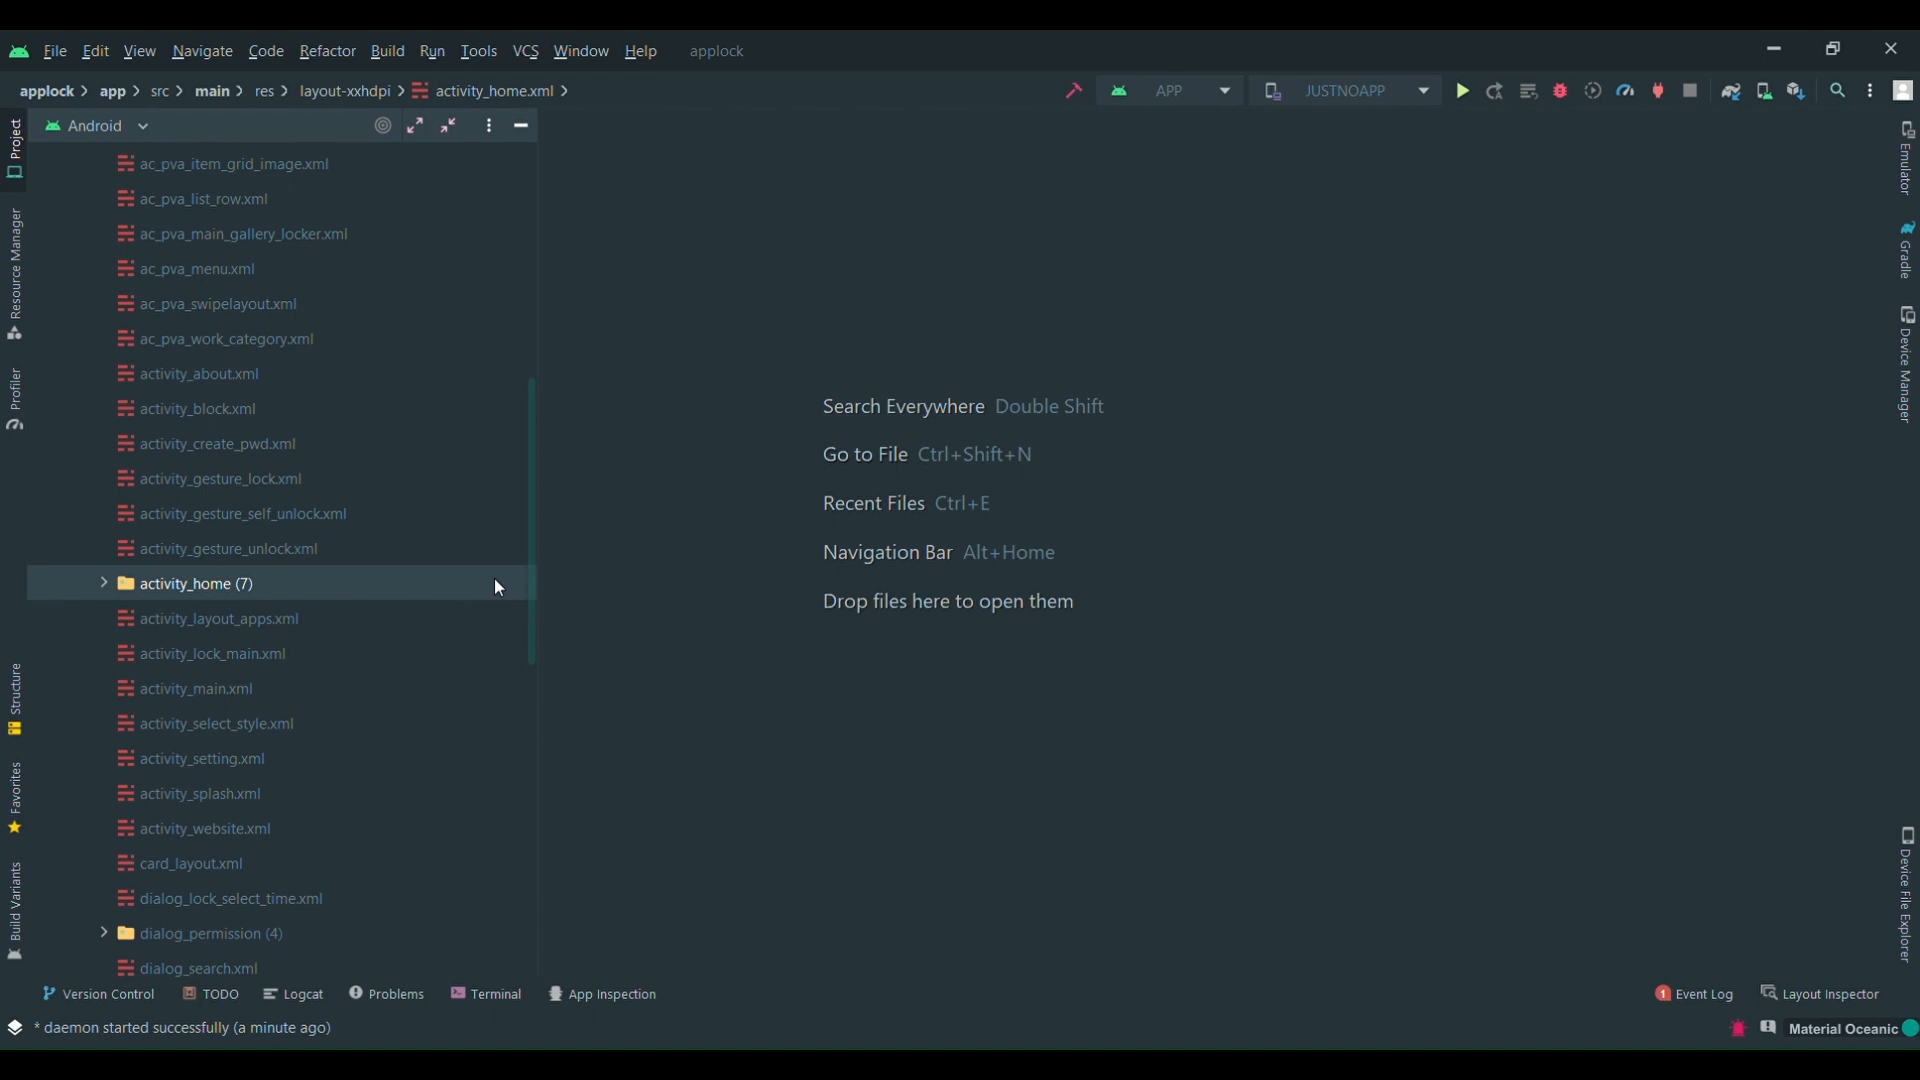 File Edit View Navigate Code Refactor Build Run Tools VCS Window Help applock
applock app src main res layout-xxhdpi activity_home.xml APP JUSTNOAPP
Android
Project
Resource Manager
Profiler
Structure
Favorites
Build Variants
ac_pva_item_grid_image.xml
ac_pva_list_row.xml
ac_pva_main_gallery_locker.xml
ac_pva_menu.xml
ac_pva_swipelayout.xml
ac_pva_work_category.xml
activity_about.xml
activity_block.xml
activity_create_pwd.xml
activity_gesture_lock.xml
activity_gesture_self_unlock.xml
activity_gesture_unlock.xml
activity_home (7)
activity_layout_apps.xml
activity_lock_main.xml
activity_main.xml
activity_select_style.xml
activity_setting.xml
activity_splash.xml
activity_website.xml
card_layout.xml
dialog_lock_select_time.xml
dialog_permission (4)
dialog_search.xml
Search Everywhere Double Shift
Go to File Ctrl+Shift+N
Recent Files Ctrl+E
Navigation Bar Alt+Home
Drop files here to open them
Emulator
Gradle
Device Manager
Device File Explorer
Version Control TODO Logcat Problems Terminal App Inspection 1 Event Log Layout Inspector
* daemon started successfully (a minute ago) Material Oceanic